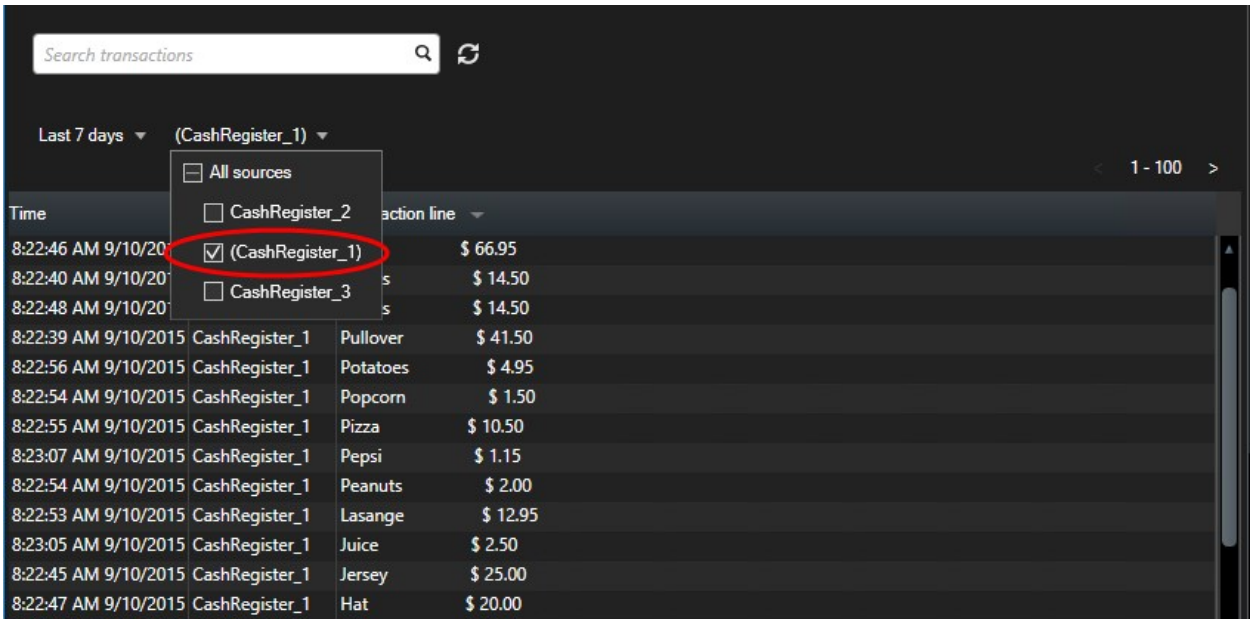 Search transactions
Last 7 days (CashRegister_1)
All sources
1 - 100 >
CashRegister_2
(CashRegister_1)
CashRegister_3
Time action line
8:22:46 AM 9/10/20 $ 66.95
8:22:40 AM 9/10/201 s $ 14.50
8:22:48 AM 9/10/201 s $ 14.50
8:22:39 AM 9/10/2015 CashRegister_1 Pullover $ 41.50
8:22:56 AM 9/10/2015 CashRegister_1 Potatoes $ 4.95
8:22:54 AM 9/10/2015 CashRegister_1 Popcorn $ 1.50
8:22:55 AM 9/10/2015 CashRegister_1 Pizza $ 10.50
8:23:07 AM 9/10/2015 CashRegister_1 Pepsi $ 1.15
8:22:54 AM 9/10/2015 CashRegister_1 Peanuts $ 2.00
8:22:53 AM 9/10/2015 CashRegister_1 Lasange $ 12.95
8:23:05 AM 9/10/2015 CashRegister_1 Juice $ 2.50
8:22:45 AM 9/10/2015 CashRegister_1 Jersey $ 25.00
8:22:47 AM 9/10/2015 CashRegister_1 Hat $ 20.00